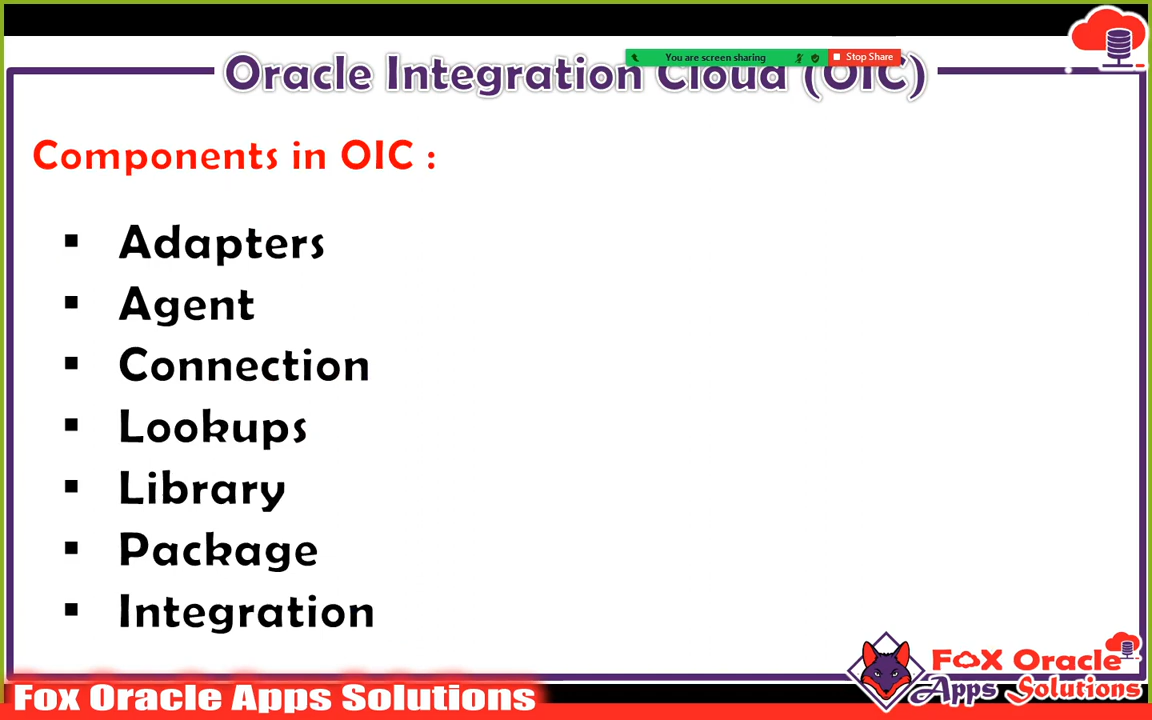 You are screen sharing
Stop Share
Oracle Integration Cloud (OIC)
Components in OIC :
▪ Adapters
▪ Agent
▪ Connection
▪ Lookups
▪ Library
▪ Package
▪ Integration
Fox Oracle
Apps Solutions
Fox Oracle Apps Solutions